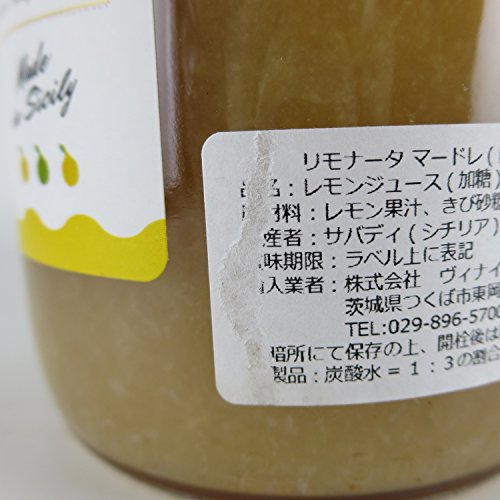 Made
in Sicily
リモナータ マードレ (
名：レモンジュース ( 加糖 )
材料：レモン果汁、きび砂糖
産者：サバディ ( シチリア )
味期限：ラベル上に表記
入業者：株式会社　ヴィナイ
茨城県つくば市東岡
TEL:029-896-5700
暗所にて保存の上、開栓後は
製品：炭酸水＝１：３の割合